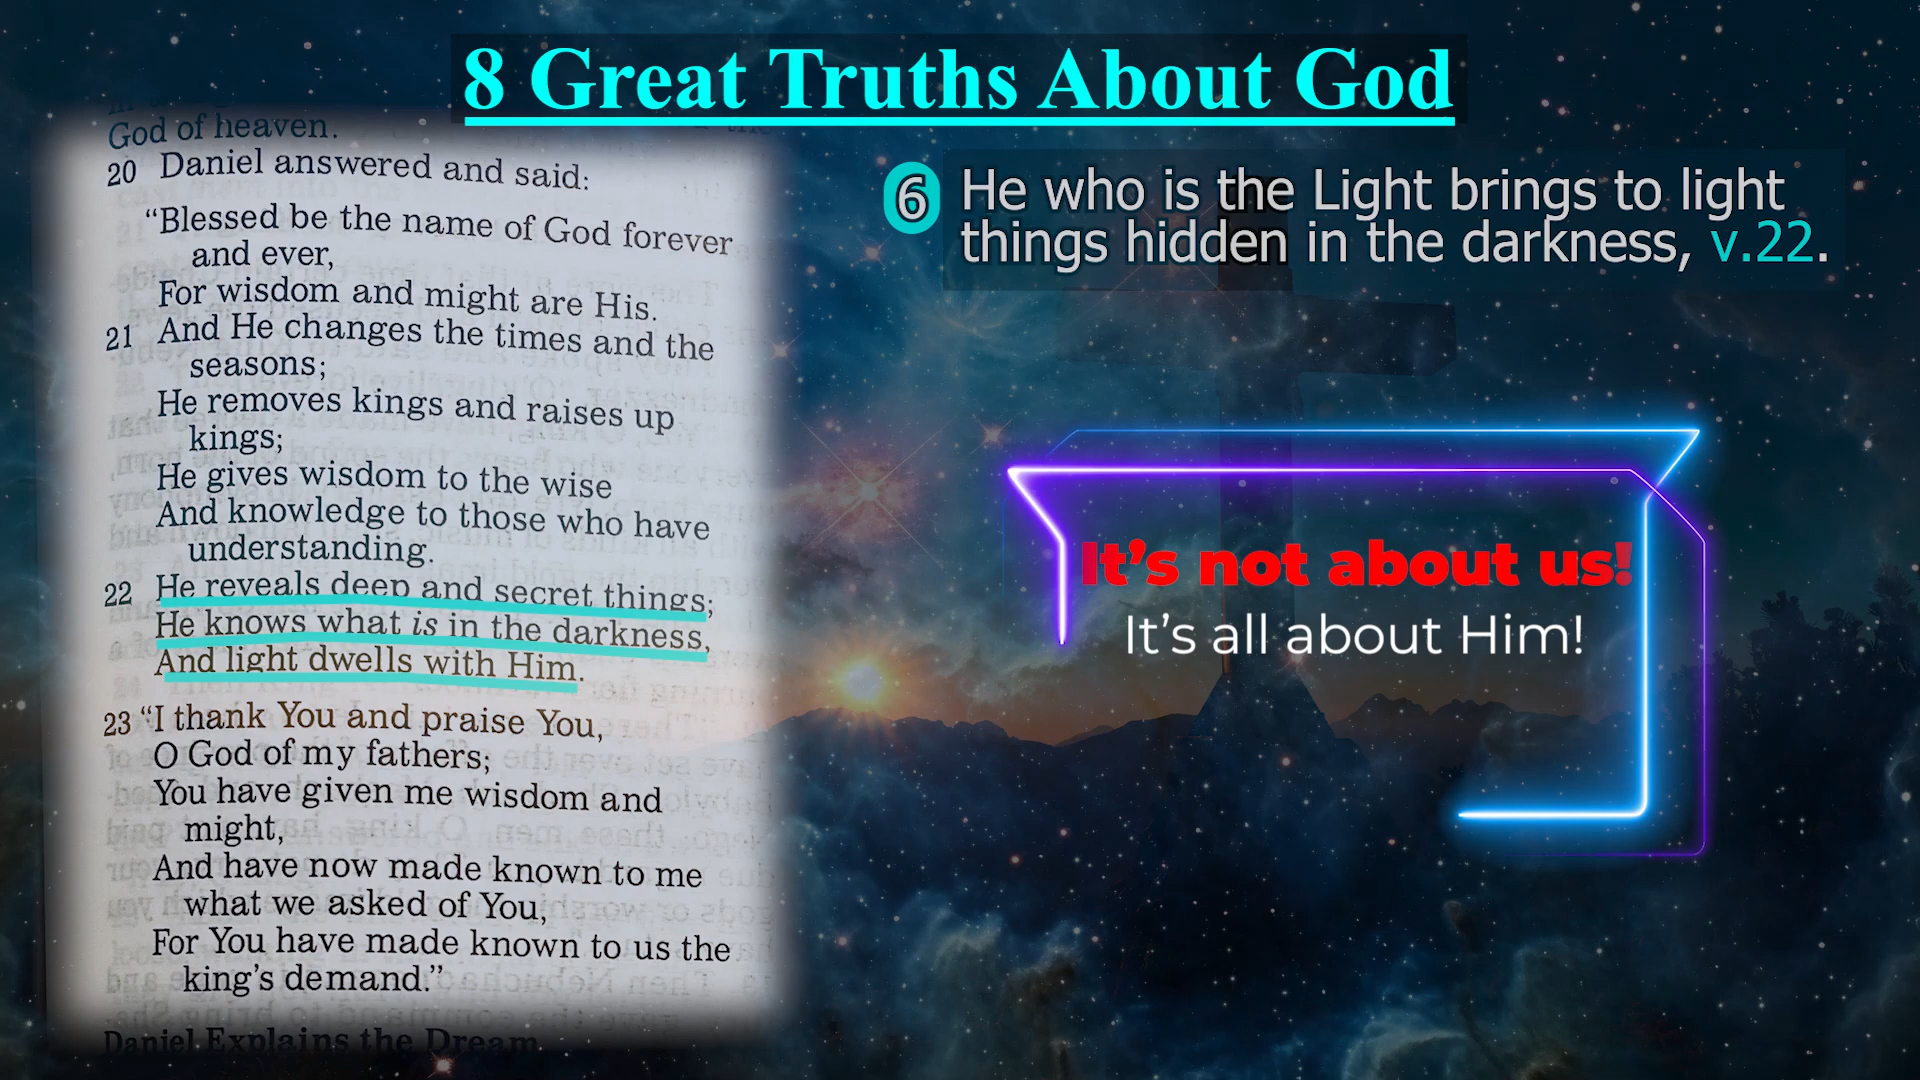 8 Great Truths About God
God of heaven.
20 Daniel answered and said:
“Blessed be the name of God forever
and ever,
For wisdom and might are His.
21 And He changes the times and the
seasons;
He removes kings and raises up
kings;
He gives wisdom to the wise
And knowledge to those who have
understanding.
22 He reveals deep and secret things;
He knows what is in the darkness,
And light dwells with Him.
23 “I thank You and praise You,
O God of my fathers;
You have given me wisdom and
might,
And have now made known to me
what we asked of You,
For You have made known to us the
king’s demand.”
Daniel Explains the Dream
6 He who is the Light brings to light
things hidden in the darkness, v.22.
It’s not about us!
It’s all about Him!